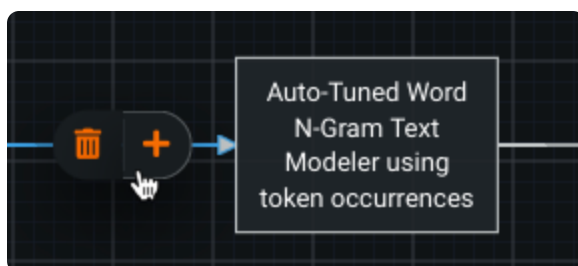 Auto-Tuned Word
N-Gram Text
Modeler using
token occurrences